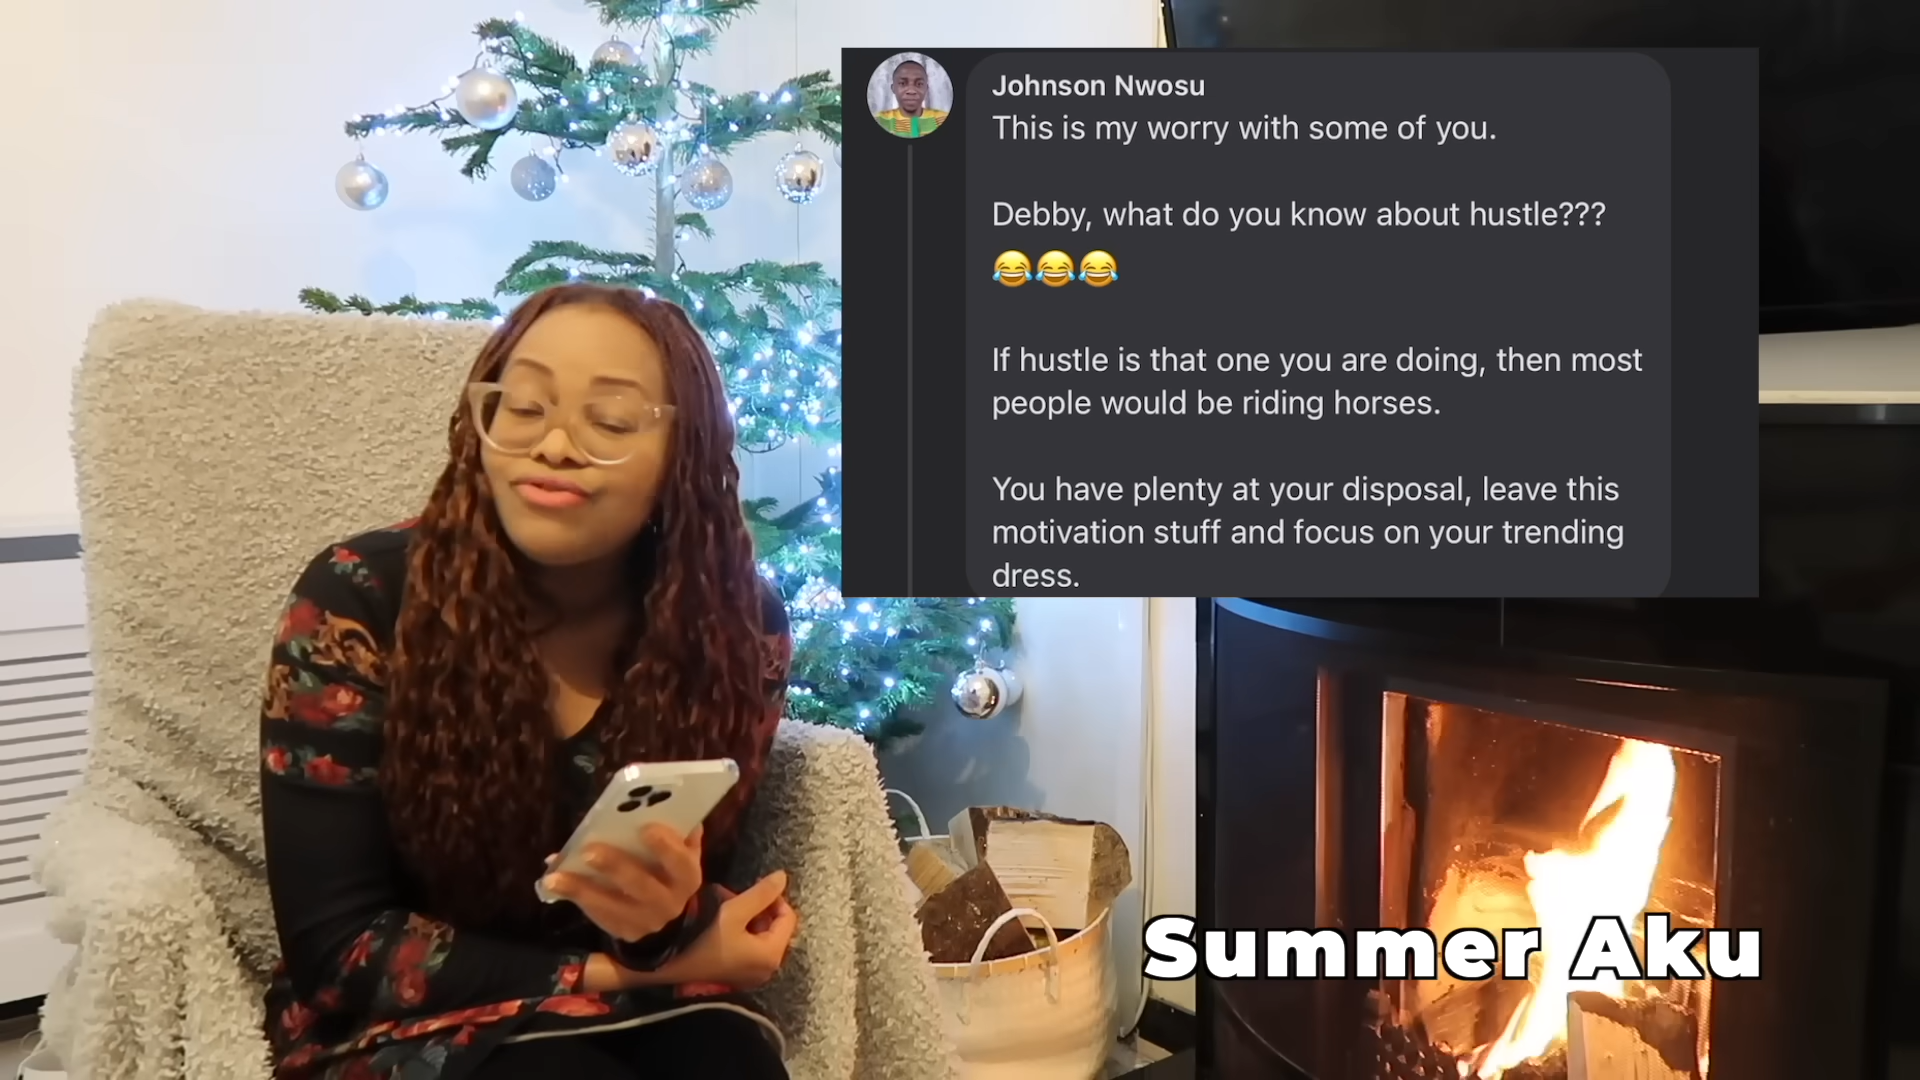 Johnson Nwosu
This is my worry with some of you.
Debby, what do you know about hustle???
😂😂😂
If hustle is that one you are doing, then most
people would be riding horses.
You have plenty at your disposal, leave this
motivation stuff and focus on your trending
dress.
Summer Aku